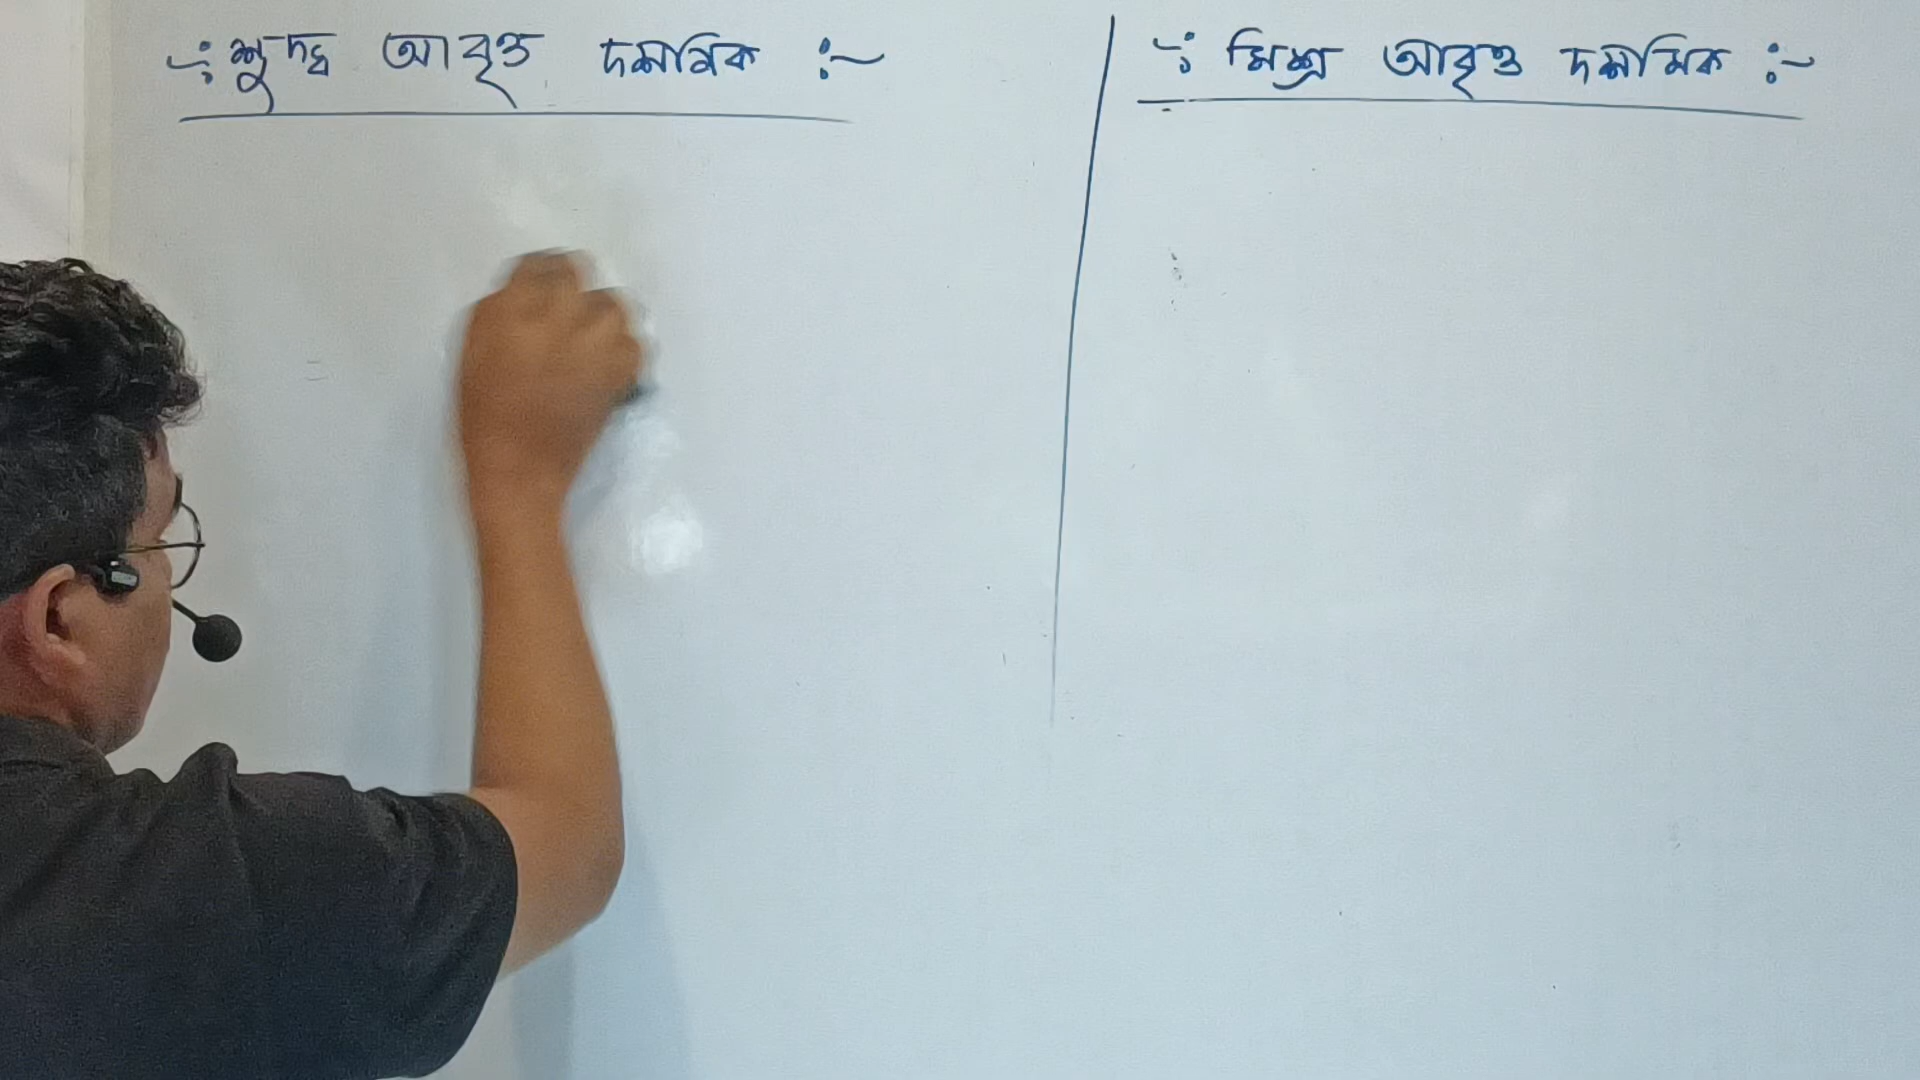 শুদ্ধ আবৃত্ত দশমিক :~
মিশ্র আবৃত্ত দশমিক :~